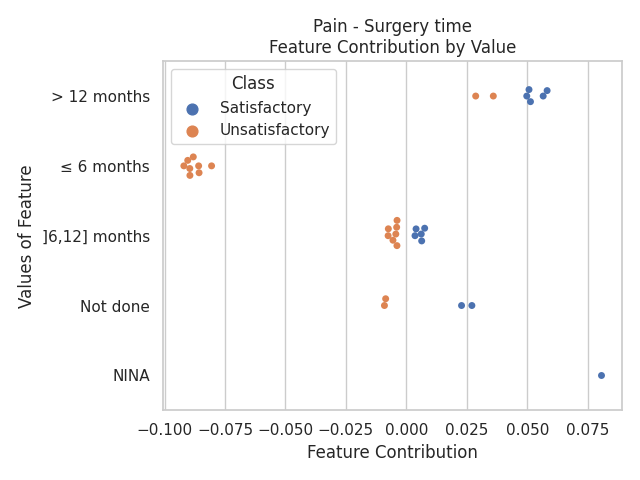 Pain - Surgery time
Feature Contribution by Value
Class
Satisfactory
Unsatisfactory
Values of Feature
> 12 months
≤ 6 months
]6,12] months
Not done
NINA
−0.100 −0.075 −0.050 −0.025 0.000 0.025 0.050 0.075
Feature Contribution